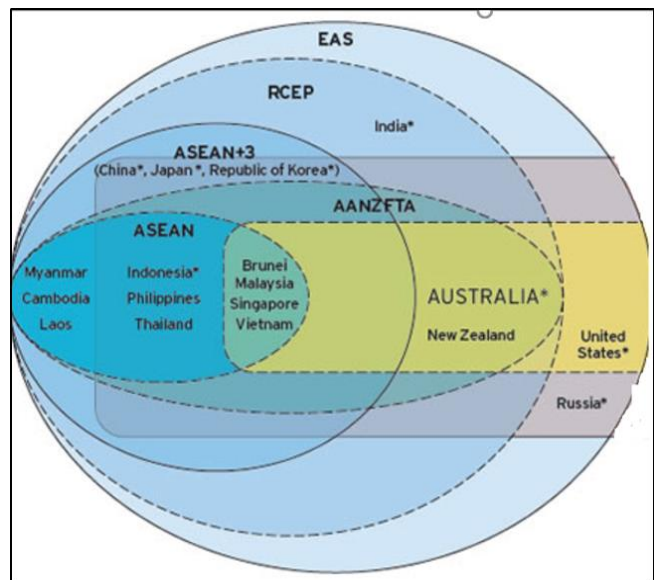 EAS
RCEP
India*
ASEAN+3
(China*, Japan*, Republic of Korea*)
AANZFTA
ASEAN
Myanmar
Cambodia
Laos
Indonesia*
Philippines
Thailand
Brunei
Malaysia
Singapore
Vietnam
AUSTRALIA*
New Zealand
United
States*
Russia*